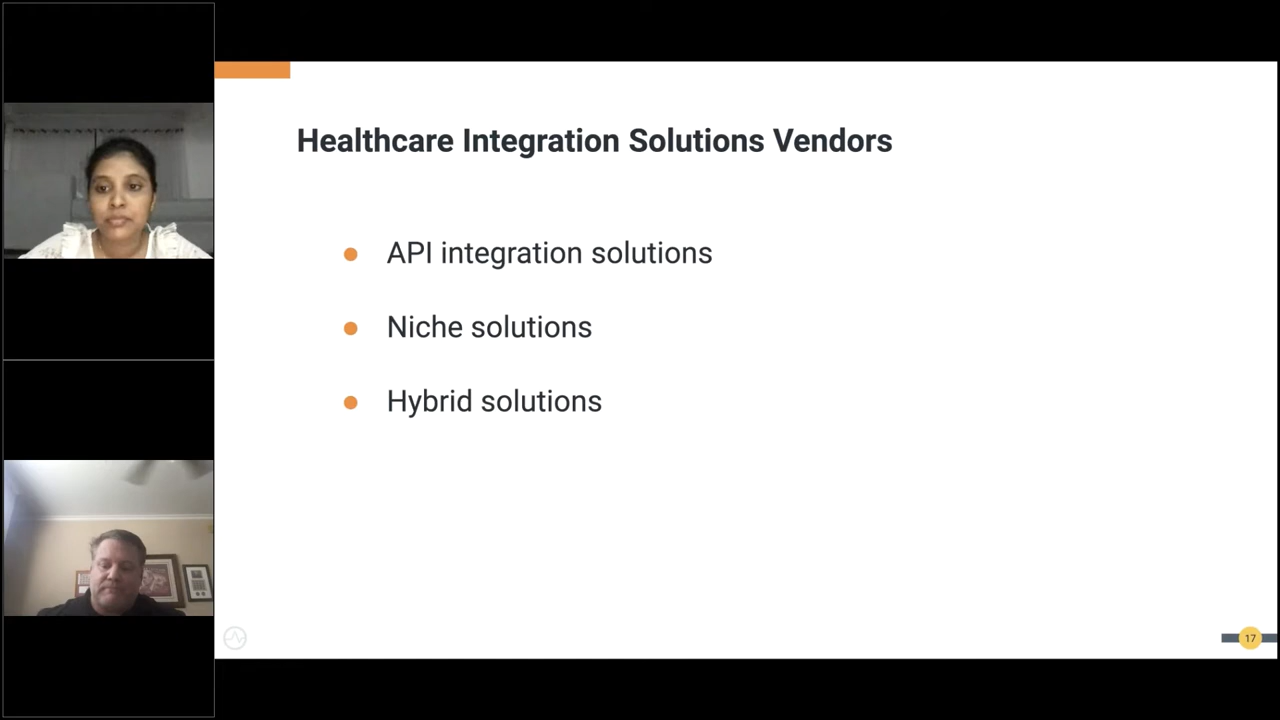 Healthcare Integration Solutions Vendors
API integration solutions
Niche solutions
Hybrid solutions
17